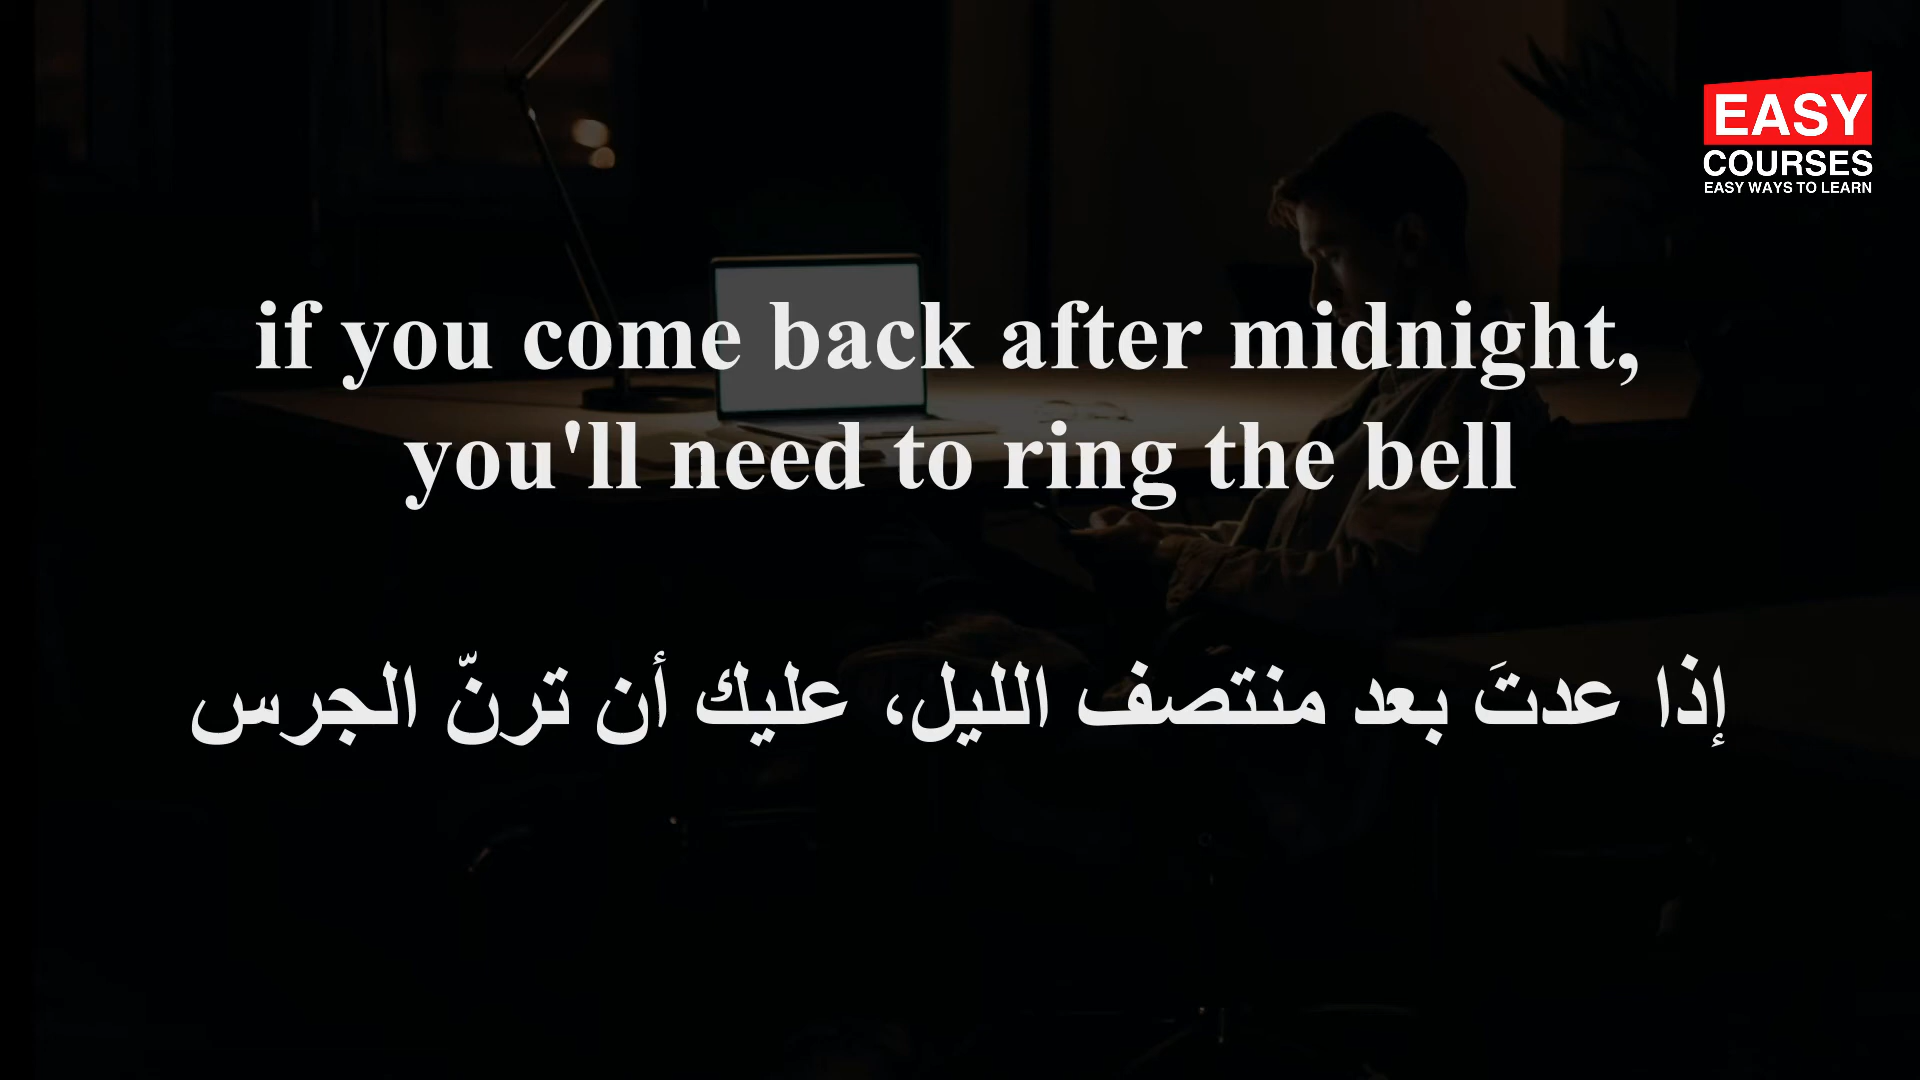 EASY
COURSES
EASY WAYS TO LEARN
if you come back after midnight,
you'll need to ring the bell
إذا عدتَ بعد منتصف الليل، عليك أن ترنّ الجرس